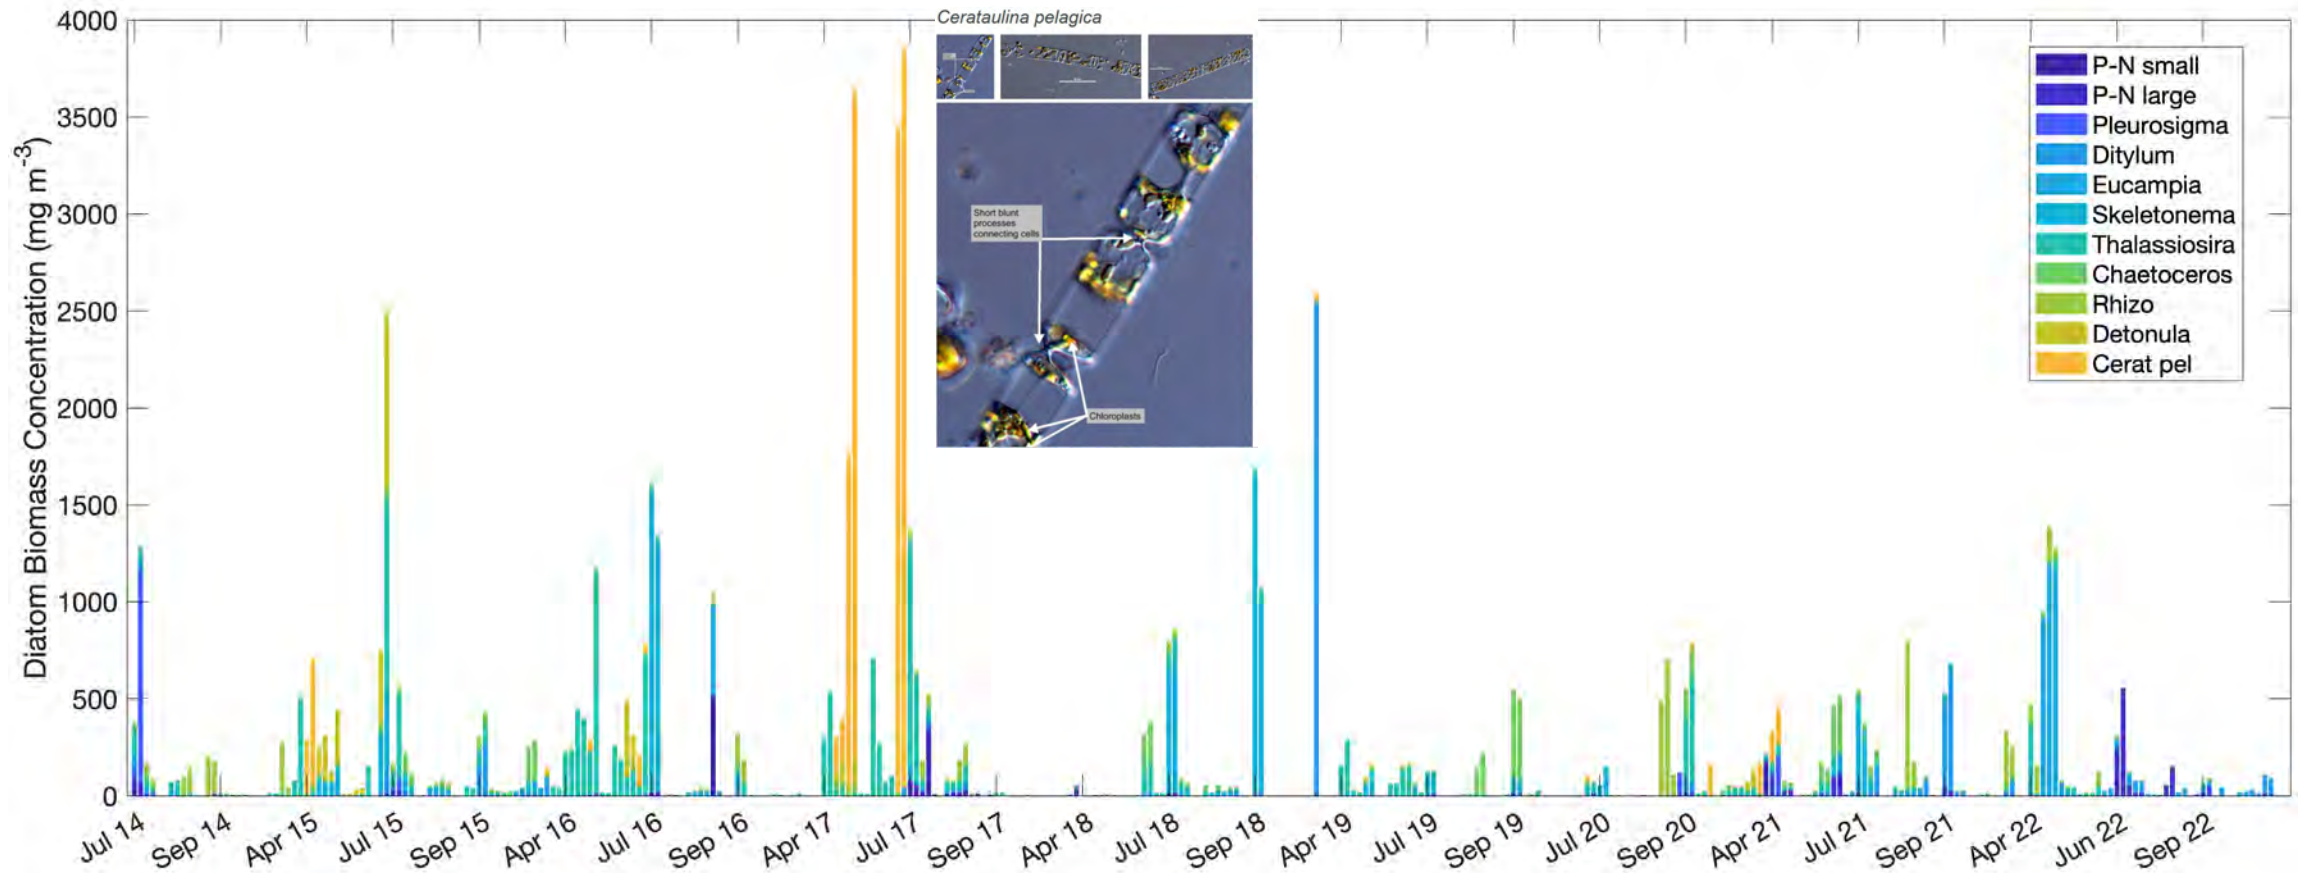 Cerataulina pelagica
4000
3500
3000
2500
2000
1500
1000
500
0
Diatom Biomass Concentration (mg m-3)
Short blunt
processes
connecting cells
Chloroplasts
P-N small
P-N large
Pleurosigma
Ditylum
Eucampia
Skeletonema
Thalassiosira
Chaetoceros
Rhizo
Detonula
Cerat pel
Jul 14
Sep 14
Apr 15
Jul 15
Sep 15
Apr 16
Jul 16
Sep 16
Apr 17
Jul 17
Sep 17
Apr 18
Jul 18
Sep 18
Apr 19
Jul 19
Sep 19
Jul 20
Sep 20
Apr 21
Jul 21
Sep 21
Apr 22
Jun 22
Sep 22